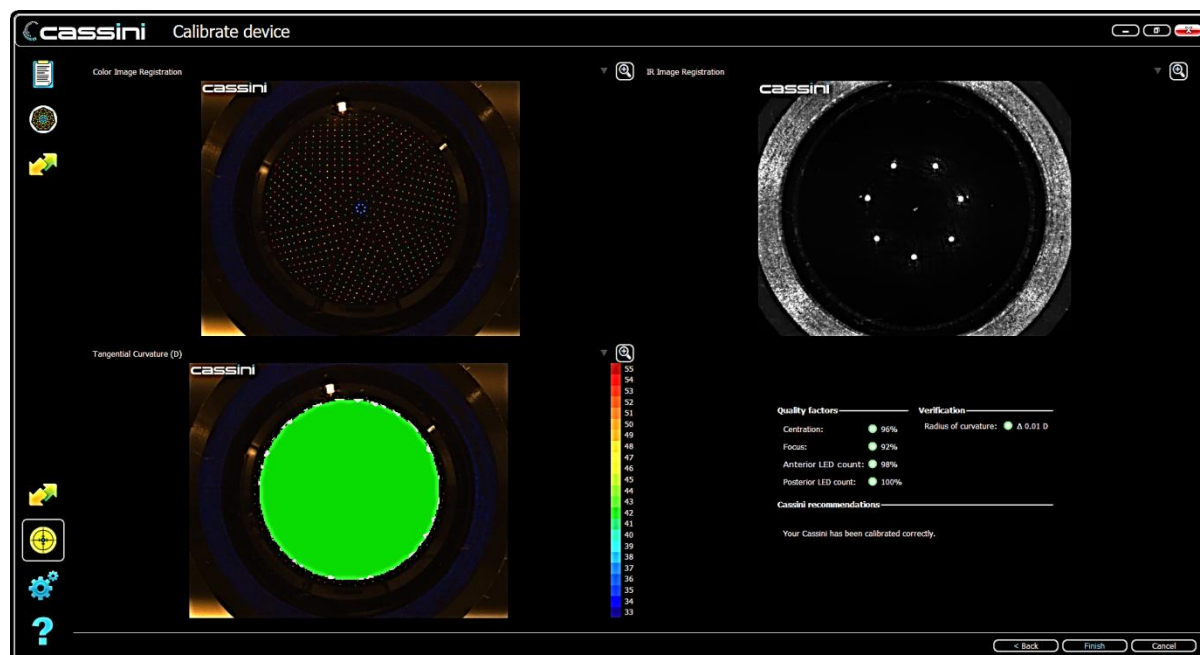 cassini Calibrate device
Color Image Registration
IR Image Registration
cassini
cassini
Tangential Curvature (D)
cassini
55
54
53
52
51
50
49
48
47
46
45
44
43
42
41
40
39
38
37
36
35
34
33
Quality factors
Centration: 96%
Focus: 92%
Anterior LED count: 98%
Posterior LED count: 100%
Verification
Radius of curvature: Δ 0.01 D
Cassini recommendations
Your Cassini has been calibrated correctly.
?
< Back Finish Cancel